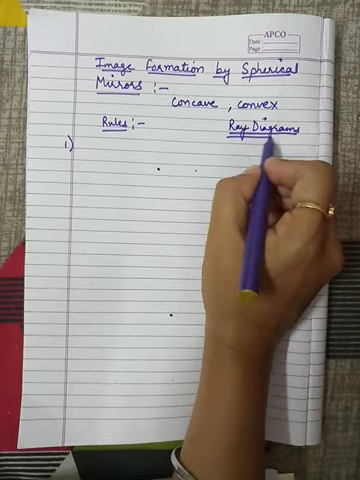 APCO
Date:
Page:
Image Formation by Spherical
Mirrors :-
Concave , convex
Rules :- Ray Diagrams
1)